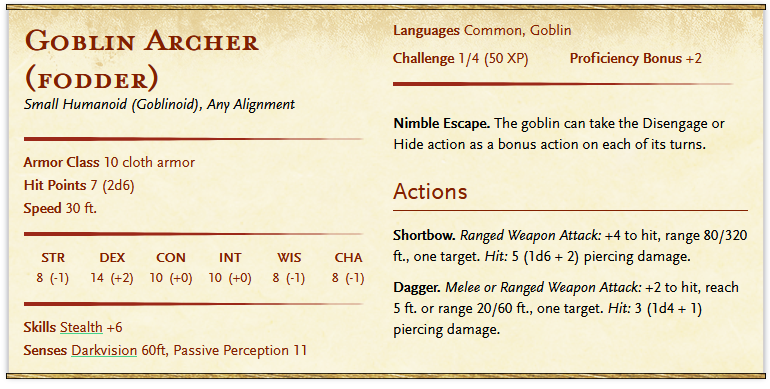 Goblin Archer
(fodder)
Small Humanoid (Goblinoid), Any Alignment
Armor Class 10 cloth armor
Hit Points 7 (2d6)
Speed 30 ft.
STR DEX CON INT WIS CHA
8 (-1) 14 (+2) 10 (+0) 10 (+0) 8 (-1) 8 (-1)
Skills Stealth +6
Senses Darkvision 60ft, Passive Perception 11
Languages Common, Goblin
Challenge 1/4 (50 XP) Proficiency Bonus +2
Nimble Escape. The goblin can take the Disengage or
Hide action as a bonus action on each of its turns.
Actions
Shortbow. Ranged Weapon Attack: +4 to hit, range 80/320
ft., one target. Hit: 5 (1d6 + 2) piercing damage.
Dagger. Melee or Ranged Weapon Attack: +2 to hit, reach
5 ft. or range 20/60 ft., one target. Hit: 3 (1d4 + 1)
piercing damage.